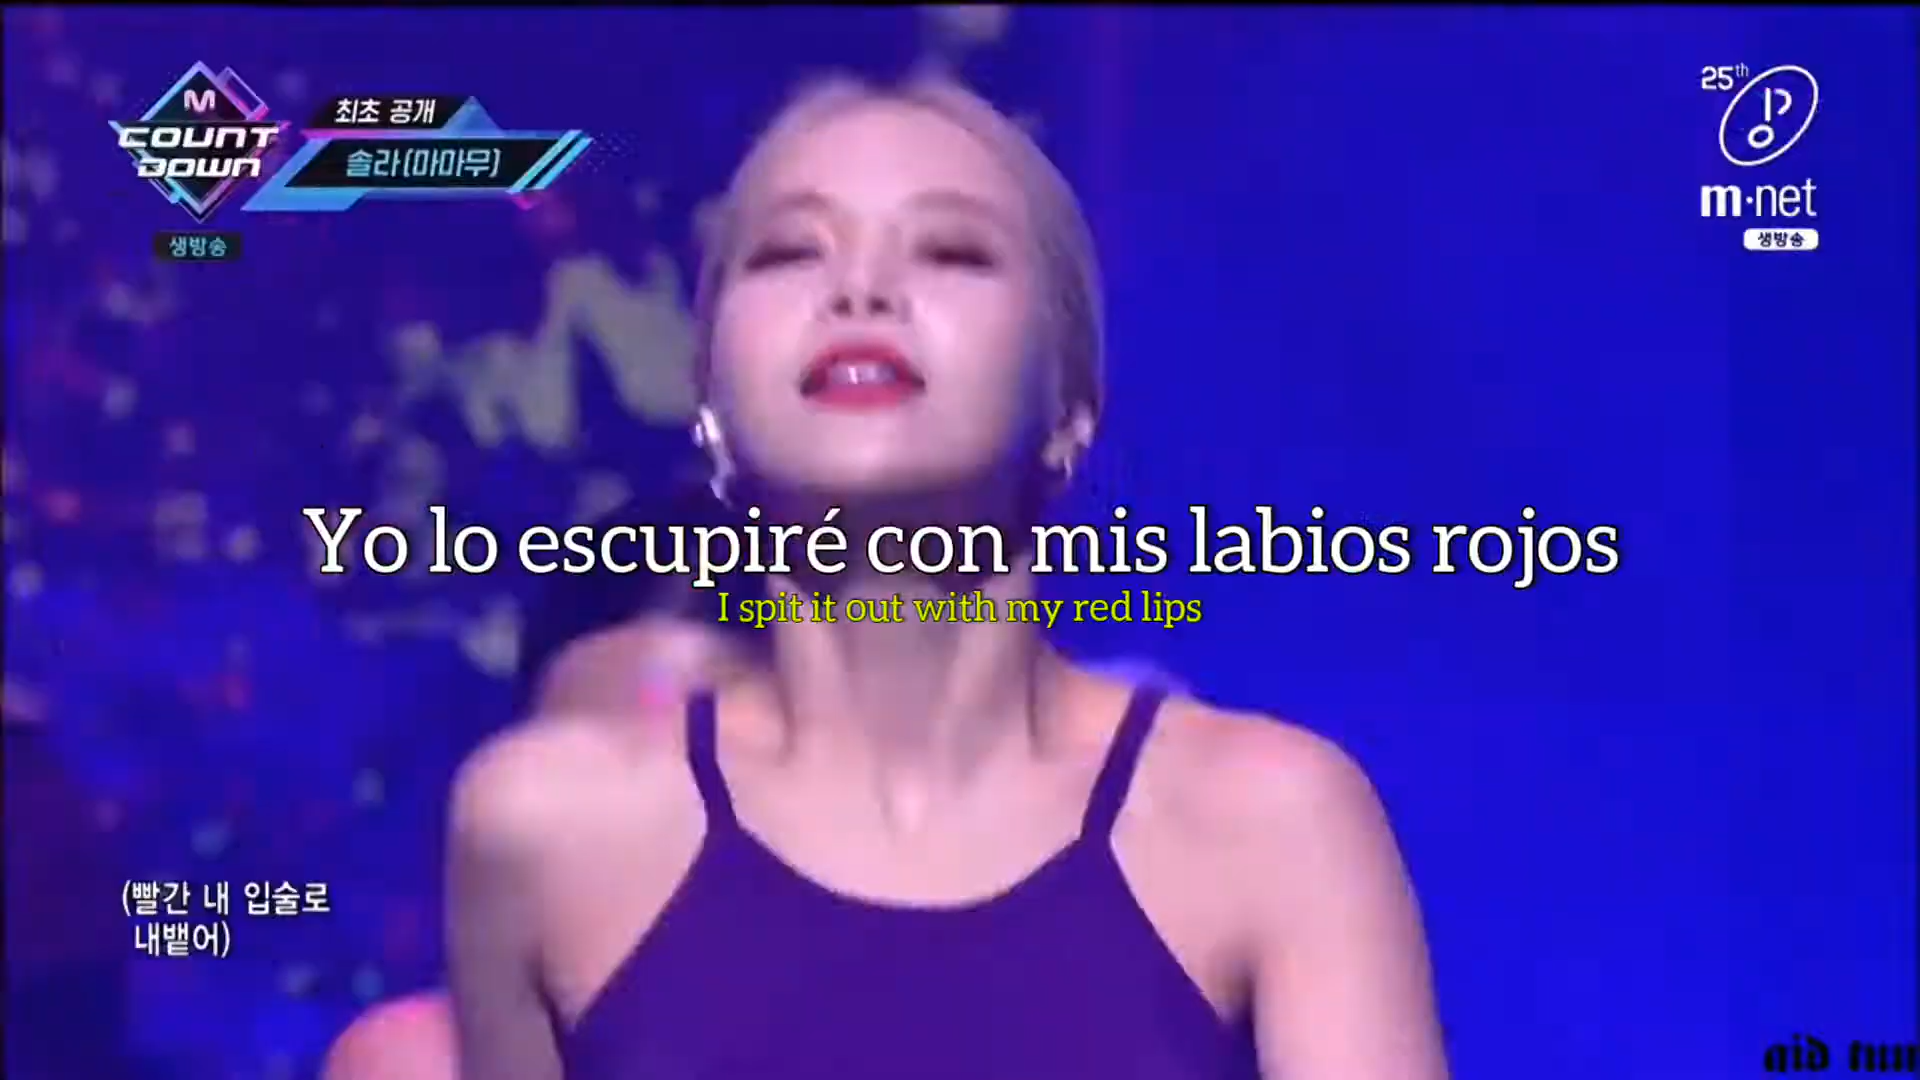 M
COUNT
DOWN
최초 공개
솔라(마마무)
생방송
25th
m·net
생방송
Yo lo escupiré con mis labios rojos
I spit it out with my red lips
(빨간 내 입술로
내뱉어)